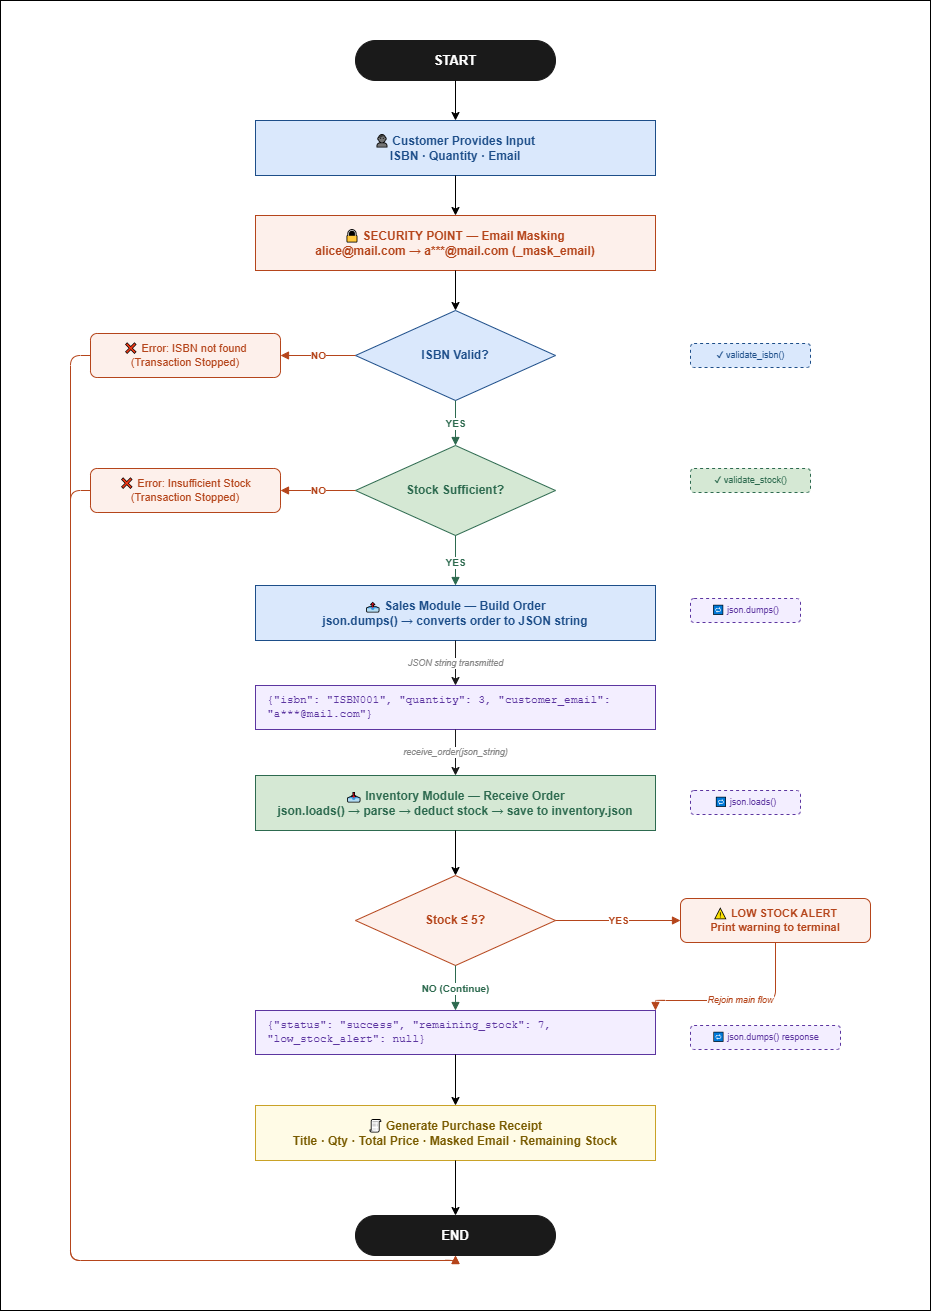 START
Customer Provides Input
ISBN · Quantity · Email
SECURITY POINT — Email Masking
alice@mail.com → a***@mail.com (_mask_email)
ISBN Valid?
NO
❌ Error: ISBN not found
(Transaction Stopped)
✓ validate_isbn()
YES
Stock Sufficient?
NO
❌ Error: Insufficient Stock
(Transaction Stopped)
✓ validate_stock()
YES
Sales Module — Build Order
json.dumps() → converts order to JSON string
json.dumps()
JSON string transmitted
{"isbn": "ISBN001", "quantity": 3, "customer_email":
"a***@mail.com"}
receive_order(json_string)
Inventory Module — Receive Order
json.loads() → parse → deduct stock → save to inventory.json
json.loads()
Stock ≤ 5?
YES
LOW STOCK ALERT
Print warning to terminal
NO (Continue)
Rejoin main flow
{"status": "success", "remaining_stock": 7,
"low_stock_alert": null}
json.dumps() response
Generate Purchase Receipt
Title · Qty · Total Price · Masked Email · Remaining Stock
END